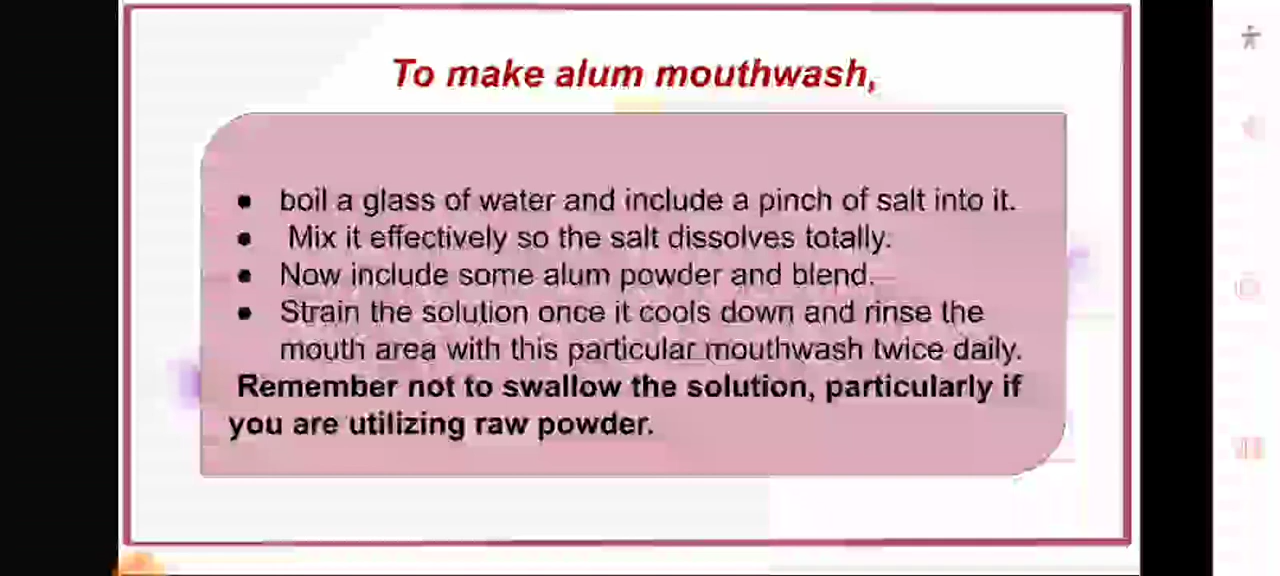 To make alum mouthwash,
• boil a glass of water and include a pinch of salt into it.
• Mix it effectively so the salt dissolves totally.
• Now include some alum powder and blend.
• Strain the solution once it cools down and rinse the
mouth area with this particular mouthwash twice daily.
Remember not to swallow the solution, particularly if
you are utilizing raw powder.